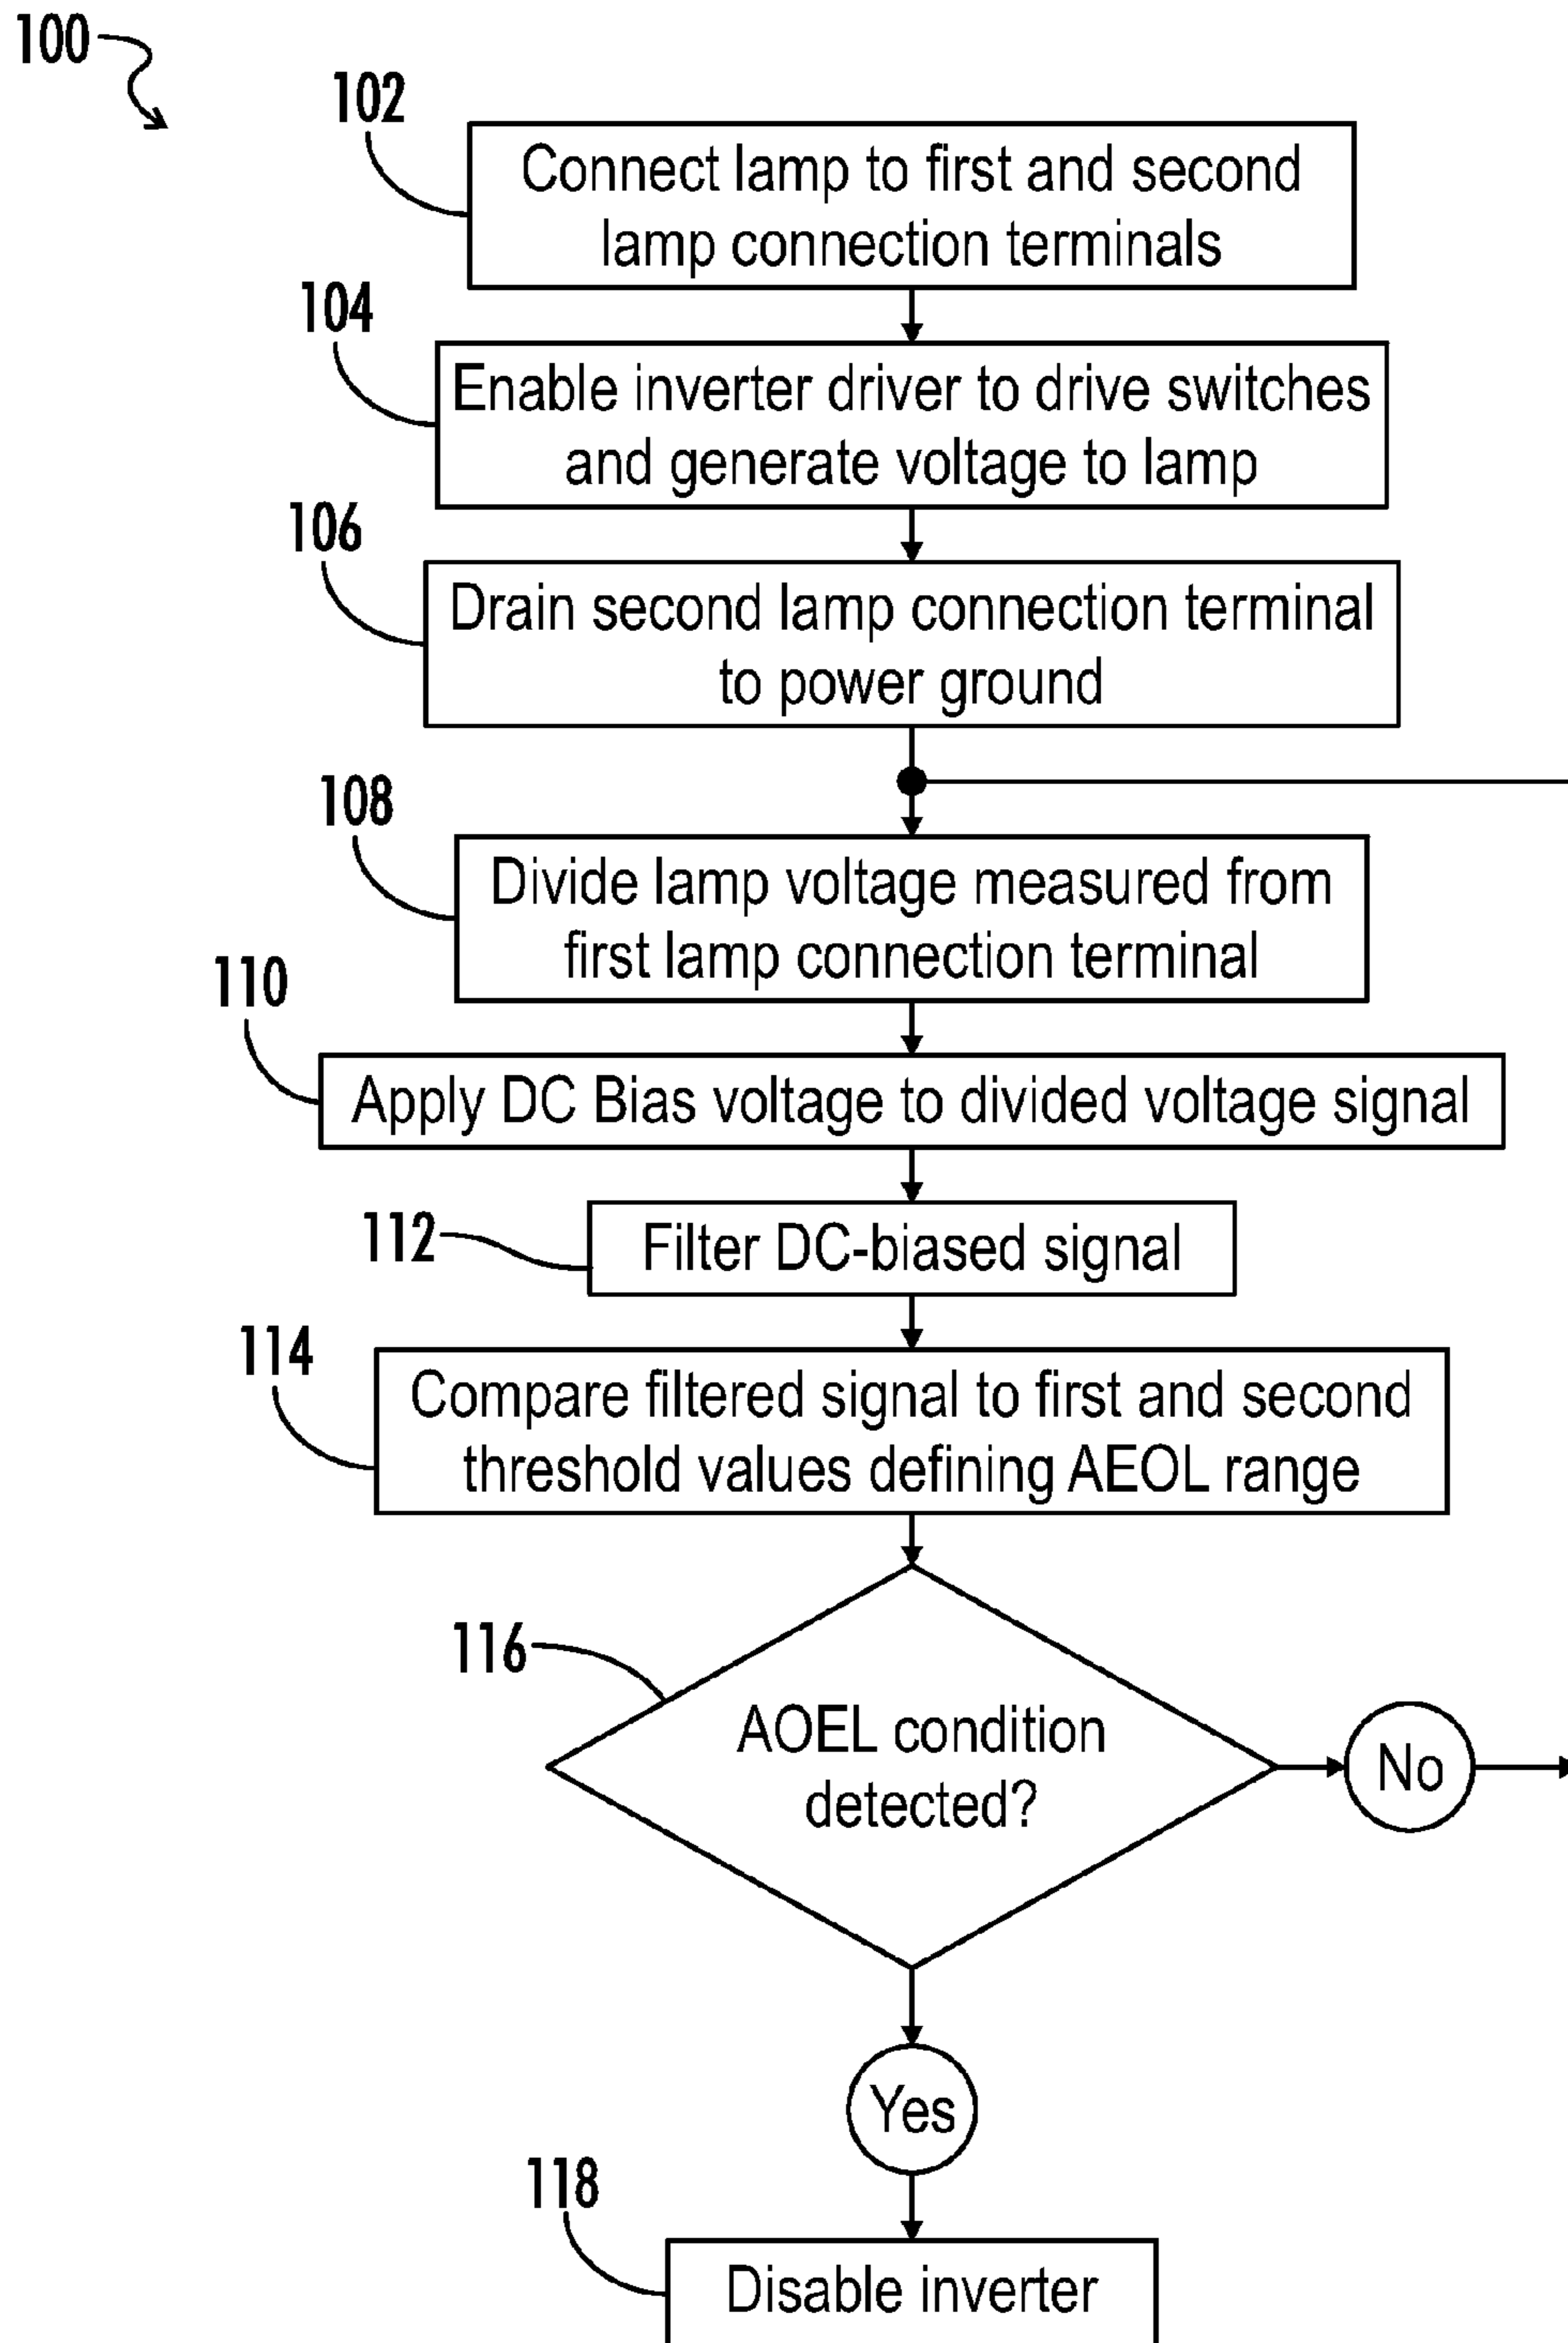 100
102
Connect lamp to first and second
lamp connection terminals
104
Enable inverter driver to drive switches
and generate voltage to lamp
106
Drain second lamp connection terminal
to power ground
108
Divide lamp voltage measured from
first lamp connection terminal
110
Apply DC Bias voltage to divided voltage signal
112
Filter DC-biased signal
114
Compare filtered signal to first and second
threshold values defining AEOL range
116
AOEL condition
detected?
No
Yes
118
Disable inverter